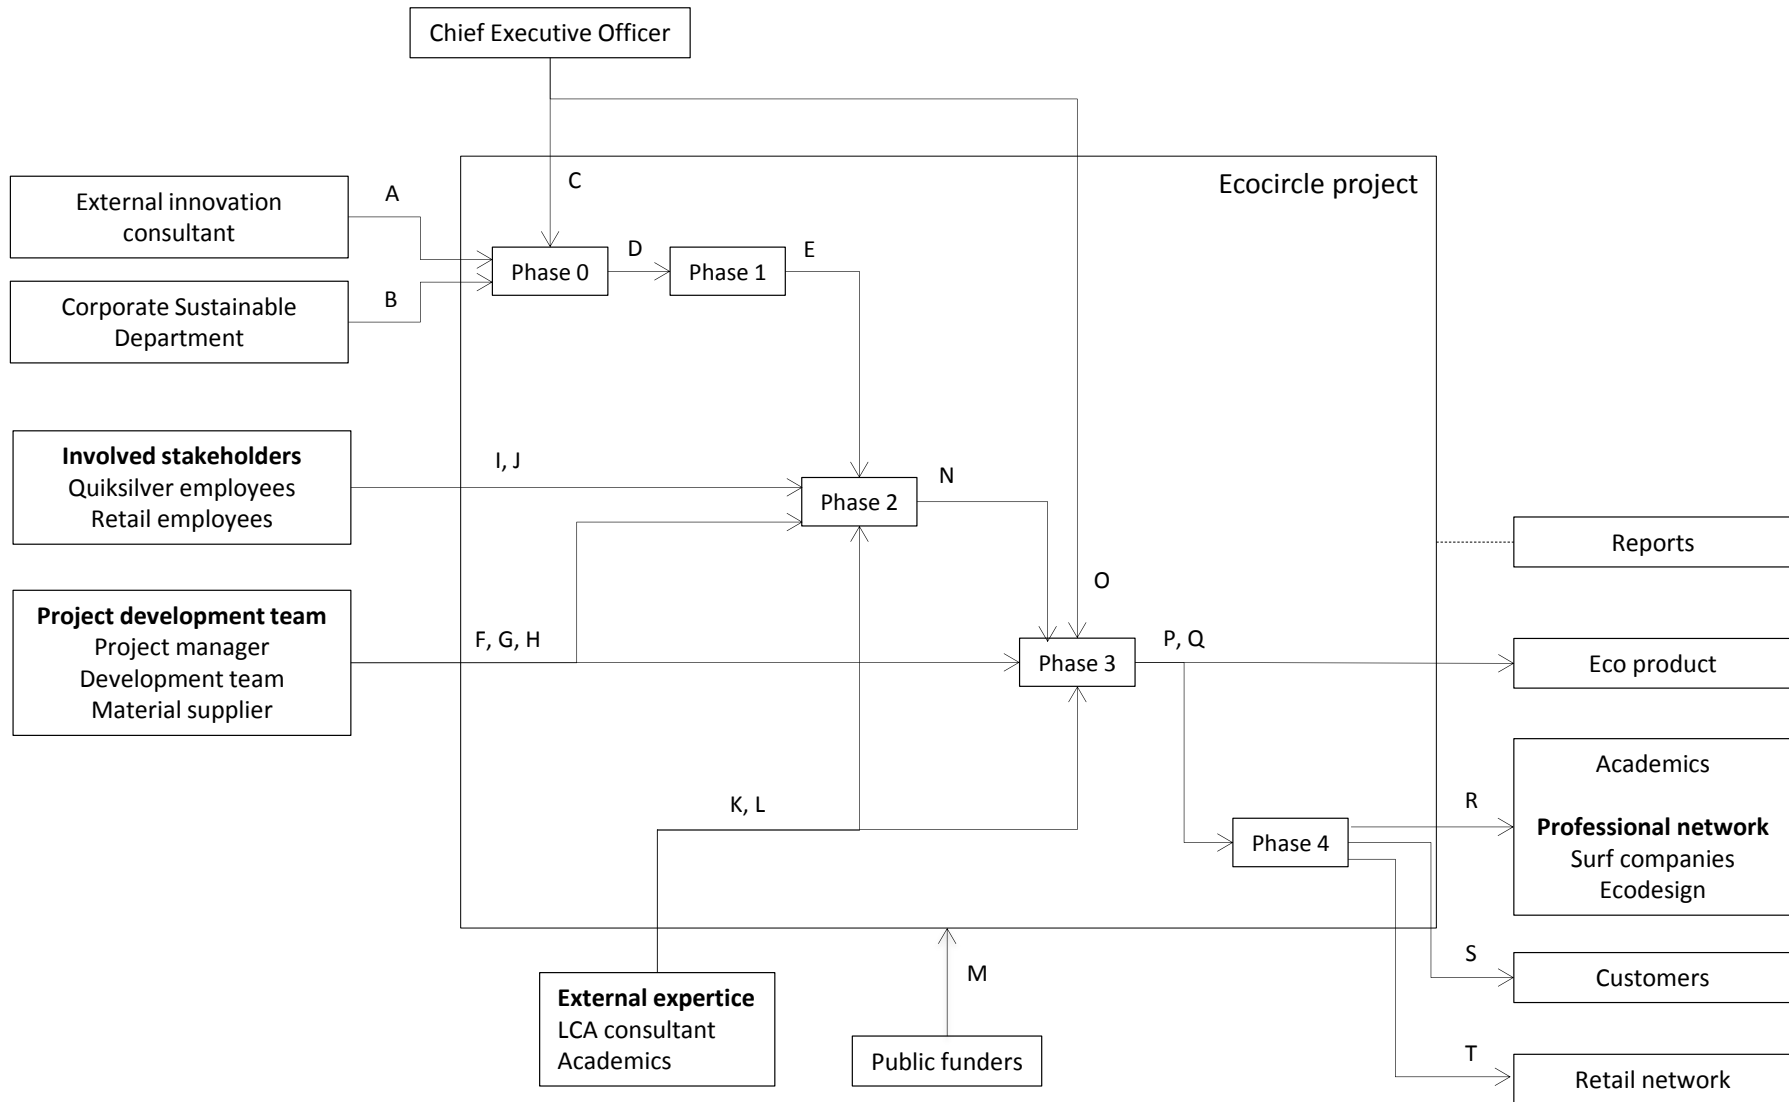 Chief Executive Officer
Ecocircle project
External innovation
consultant
A
C
Corporate Sustainable
Department
B
Phase 0
D
Phase 1
E
Involved stakeholders
Quiksilver employees
Retail employees
I, J
Phase 2
N
Reports
O
Project development team
Project manager
Development team
Material supplier
F, G, H
Phase 3
P, Q
Eco product
K, L
Phase 4
R
Academics
Professional network
Surf companies
Ecodesign
S
Customers
External expertice
LCA consultant
Academics
M
Public funders
T
Retail network